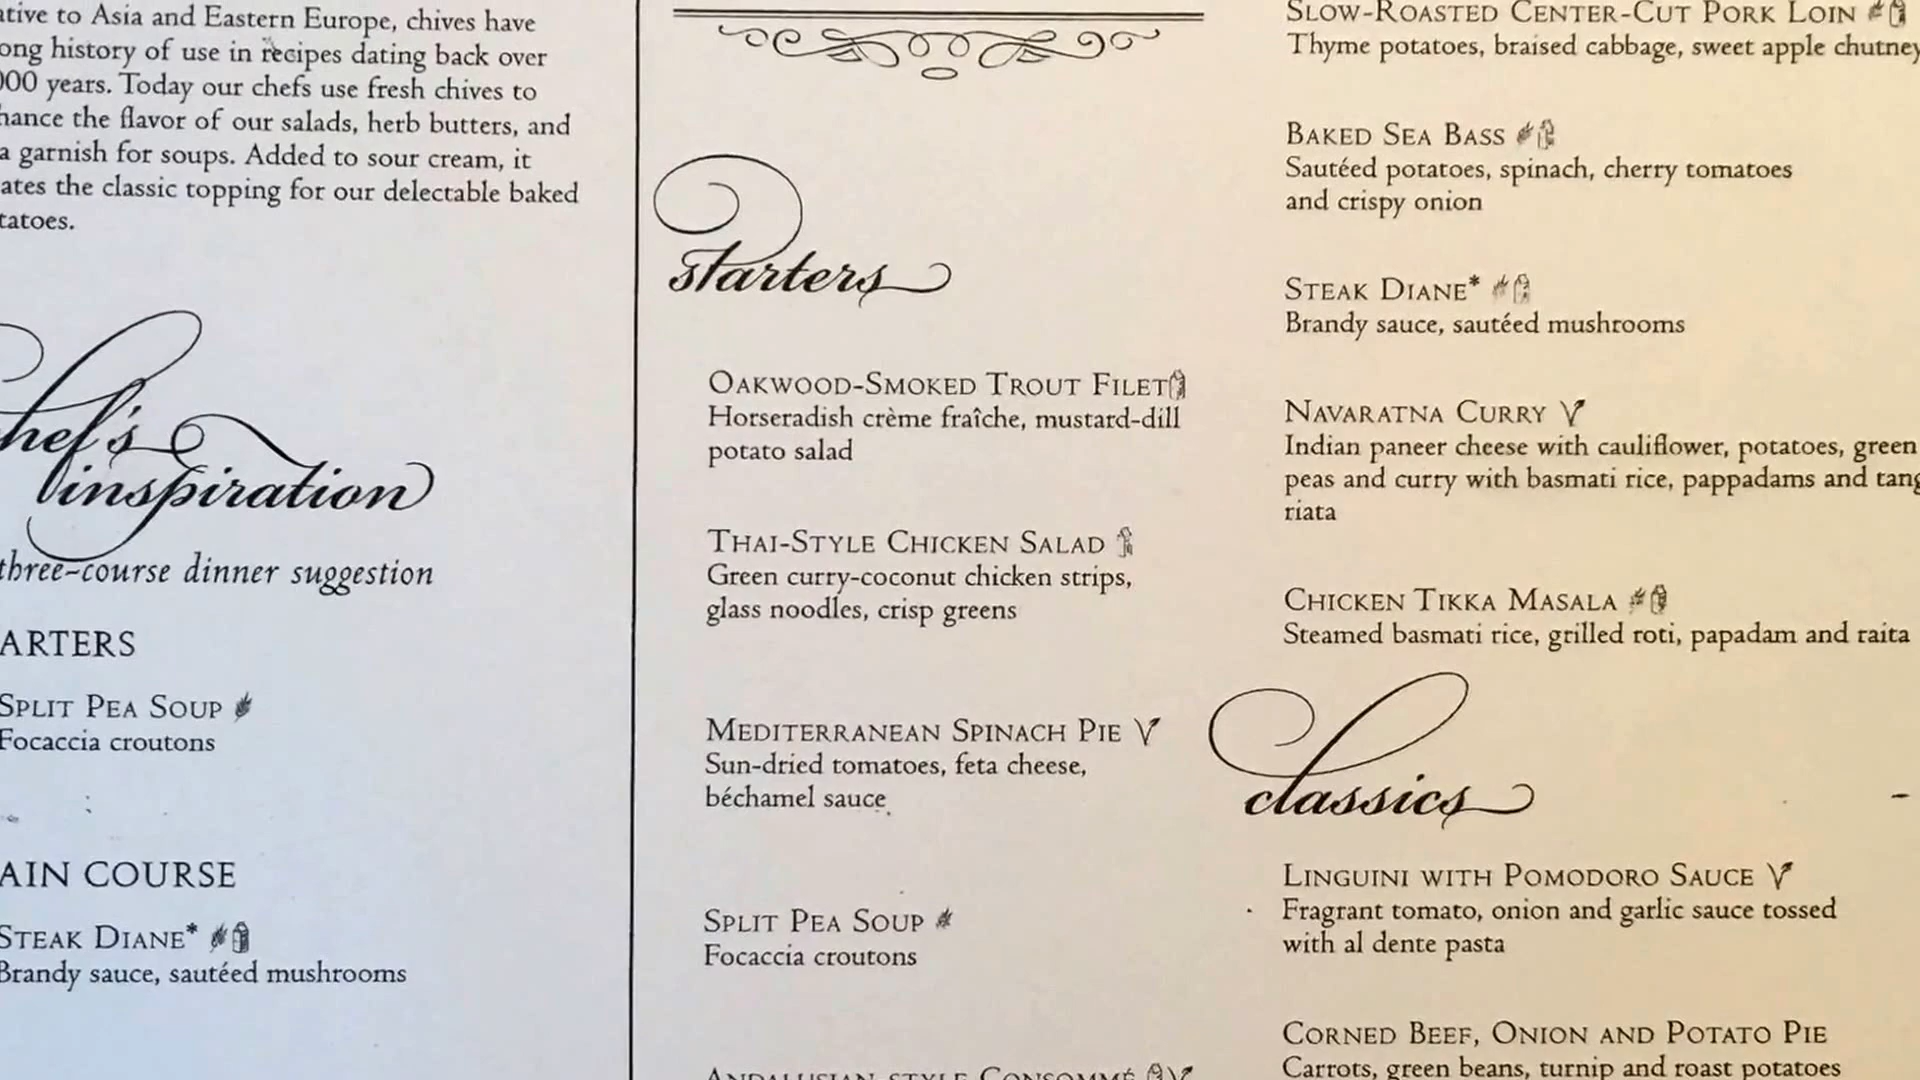 ative to Asia and Eastern Europe, chives have
ong history of use in recipes dating back over
000 years. Today our chefs use fresh chives to
hance the flavor of our salads, herb butters, and
a garnish for soups. Added to sour cream, it
ates the classic topping for our delectable baked
tatoes.
hef's
inspiration
three-course dinner suggestion
ARTERS
SPLIT PEA SOUP
Focaccia croutons
AIN COURSE
STEAK DIANE*
Brandy sauce, sautéed mushrooms
starters
OAKWOOD-SMOKED TROUT FILET
Horseradish crème fraîche, mustard-dill
potato salad
THAI-STYLE CHICKEN SALAD
Green curry-coconut chicken strips,
glass noodles, crisp greens
MEDITERRANEAN SPINACH PIE V
Sun-dried tomatoes, feta cheese,
béchamel sauce
SPLIT PEA SOUP
Focaccia croutons
ANDALUSIAN-STYLE CONSOMMÉ V
SLOW-ROASTED CENTER-CUT PORK LOIN
Thyme potatoes, braised cabbage, sweet apple chutney
BAKED SEA BASS
Sautéed potatoes, spinach, cherry tomatoes
and crispy onion
STEAK DIANE*
Brandy sauce, sautéed mushrooms
NAVARATNA CURRY V
Indian paneer cheese with cauliflower, potatoes, green
peas and curry with basmati rice, pappadams and tang
riata
CHICKEN TIKKA MASALA
Steamed basmati rice, grilled roti, papadam and raita
classics
LINGUINI WITH POMODORO SAUCE V
Fragrant tomato, onion and garlic sauce tossed
with al dente pasta
CORNED BEEF, ONION AND POTATO PIE
Carrots, green beans, turnip and roast potatoes